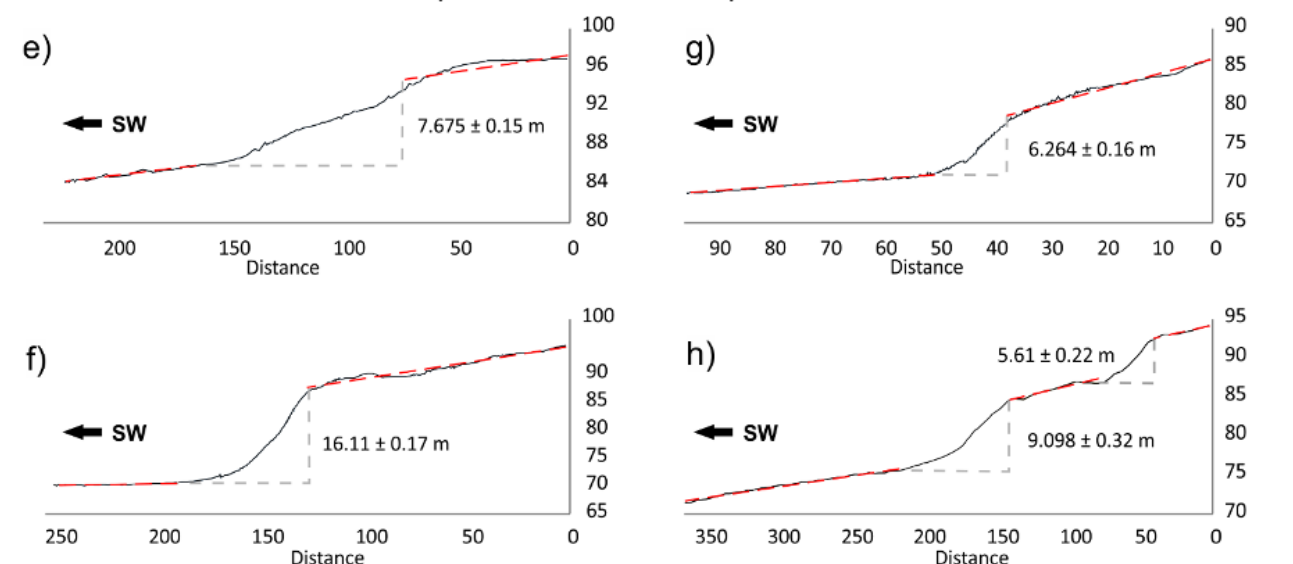 e)
100
96
92
88
84
80
SW
7.675 ± 0.15 m
200 150 100 50 0
Distance
g)
90
85
80
75
70
65
SW
6.264 ± 0.16 m
90 80 70 60 50 40 30 20 10 0
Distance
f)
100
90
85
80
75
70
65
SW
16.11 ± 0.17 m
250 200 150 100 50 0
Distance
h)
95
90
85
80
75
70
SW
5.61 ± 0.22 m
9.098 ± 0.32 m
350 300 250 200 150 100 50 0
Distance